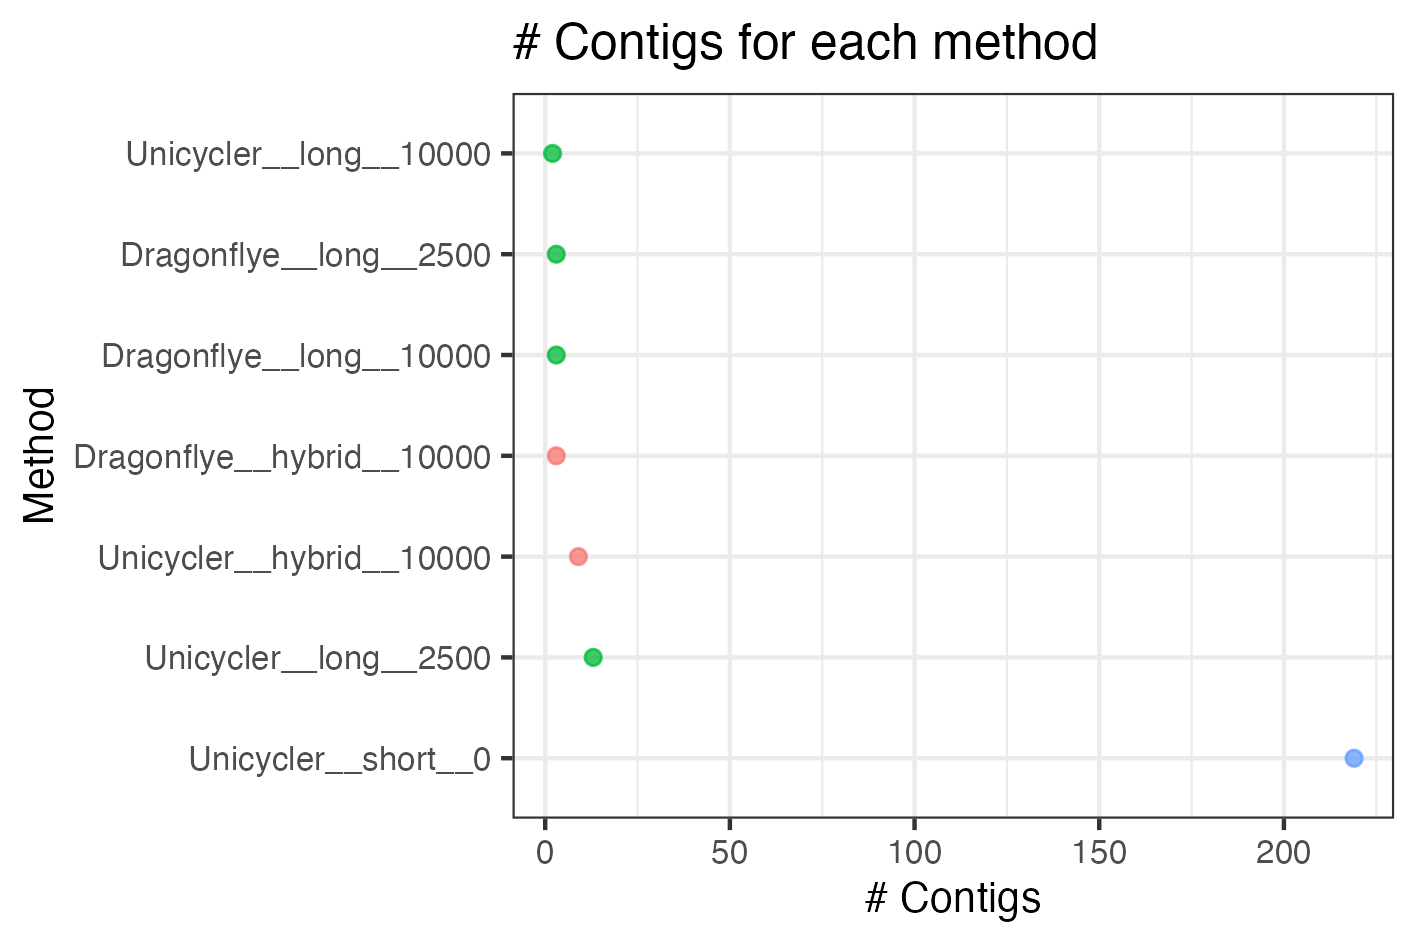 # Contigs for each method
Unicycler__long__10000
Dragonflye__long__2500
Dragonflye__long__10000
Dragonflye__hybrid__10000
Unicycler__hybrid__10000
Unicycler__long__2500
Unicycler__short__0
Method
0 50 100 150 200
# Contigs